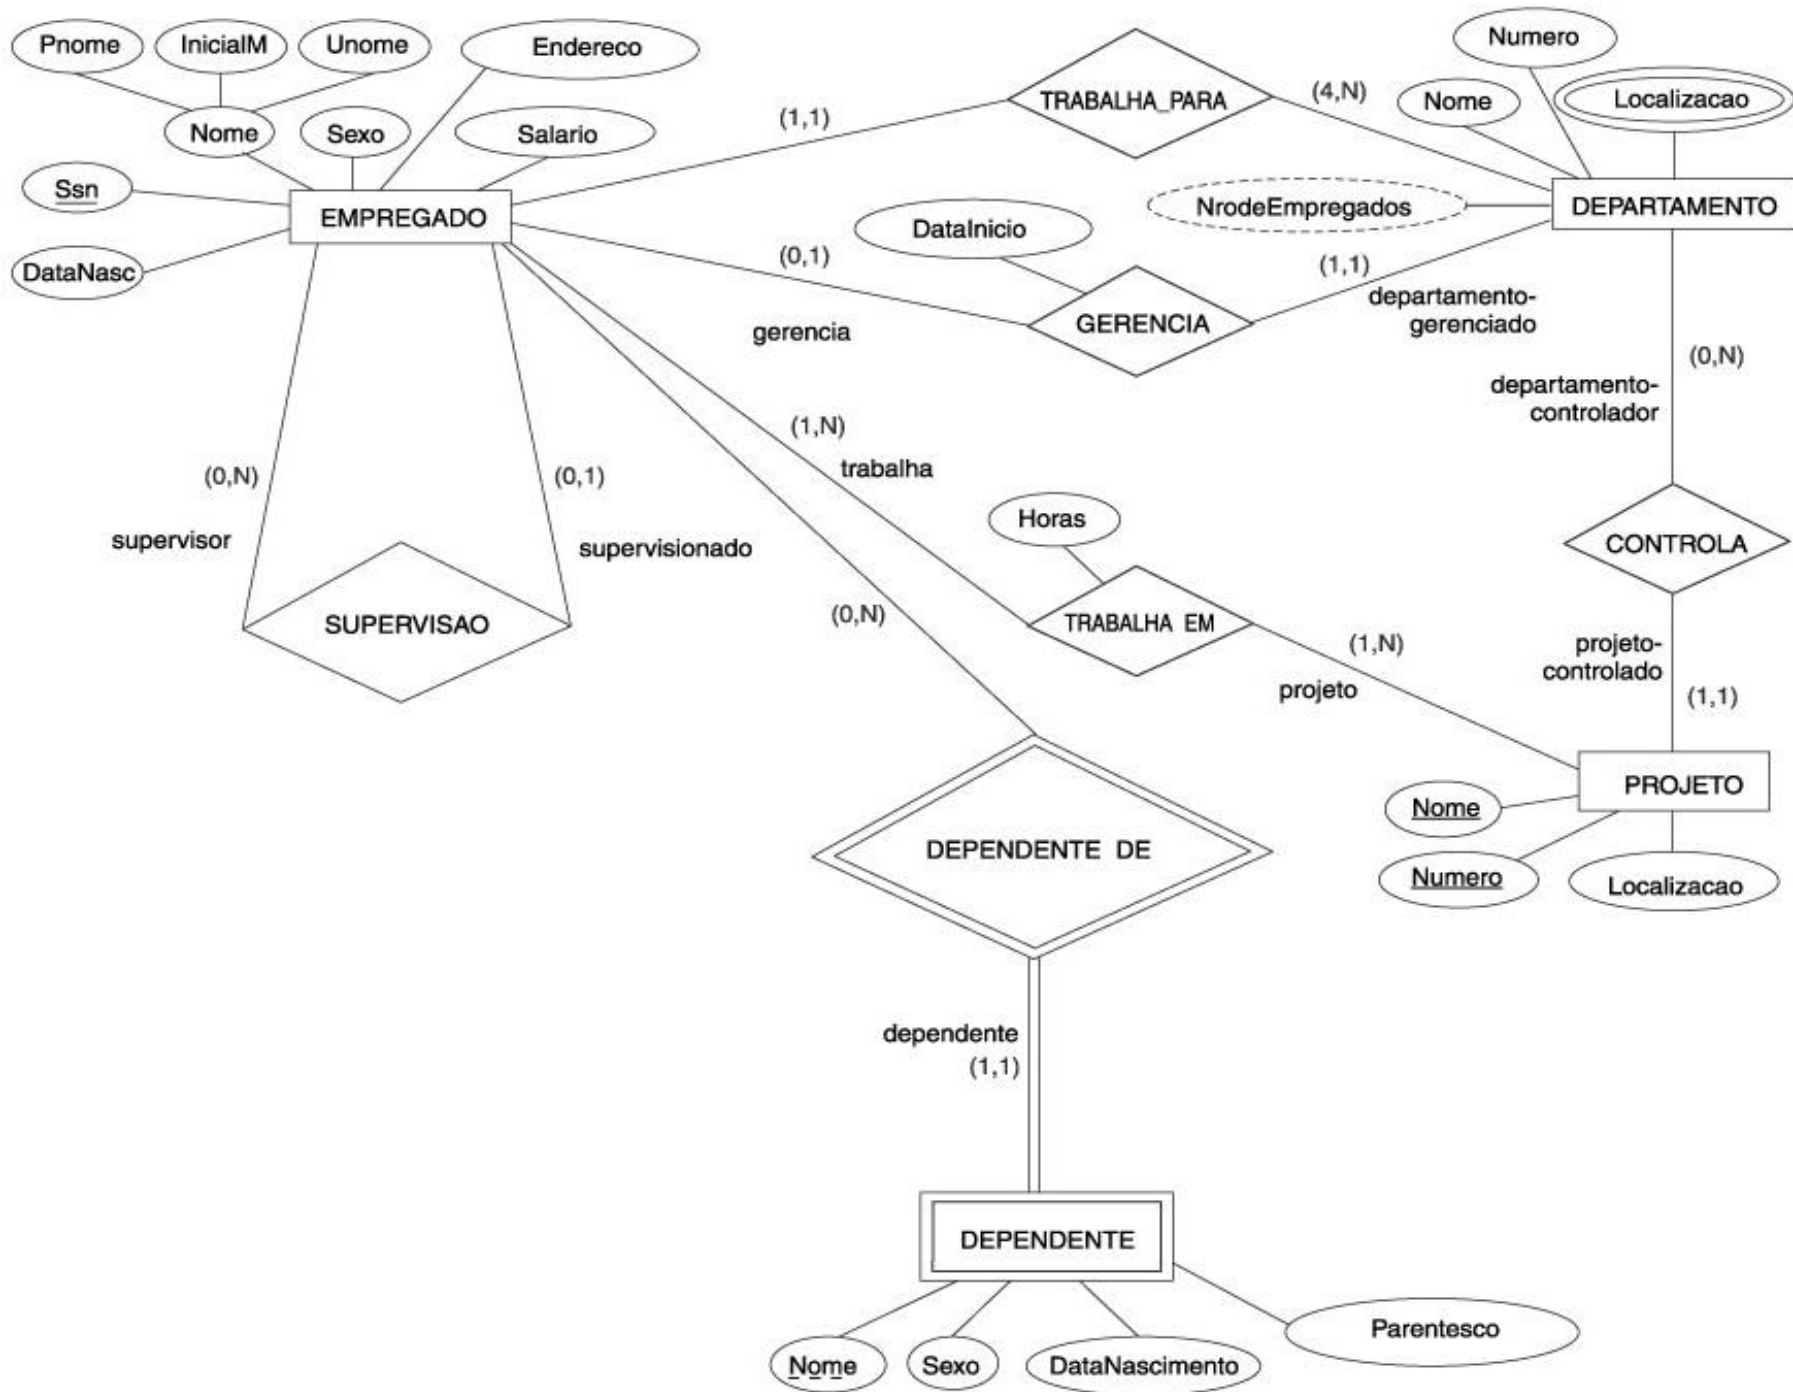 Pnome
InicialM
Unome
Endereco
Numero
Nome
Localizacao
TRABALHA_PARA
(4,N)
(1,1)
Nome
Sexo
Salario
Ssn
EMPREGADO
NrodeEmpregados
DEPARTAMENTO
DataNasc
DataInicio
(0,1)
(1,1)
gerencia
GERENCIA
departamento-
gerenciado
(0,N)
departamento-
controlador
(1,N)
trabalha
(0,N)
(0,1)
supervisor
supervisionado
Horas
CONTROLA
SUPERVISAO
(0,N)
TRABALHA EM
(1,N)
projeto
projeto-
controlado
(1,1)
PROJETO
Nome
Numero
Localizacao
DEPENDENTE DE
dependente
(1,1)
DEPENDENTE
Nome
Sexo
DataNascimento
Parentesco